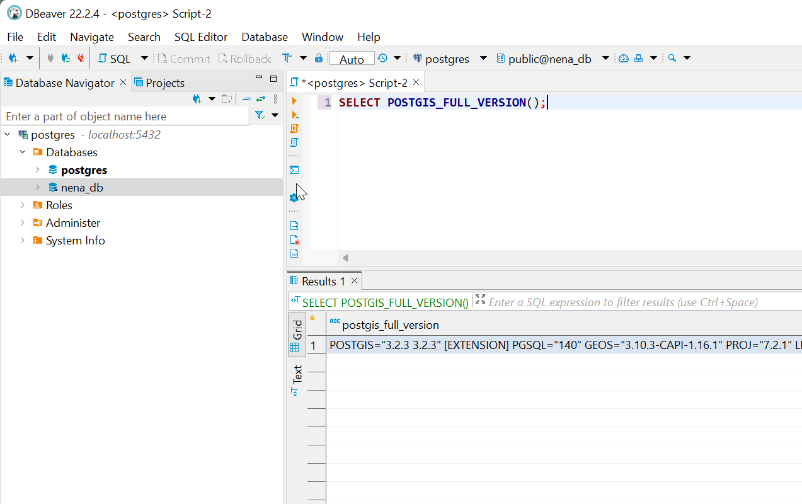 DBeaver 22.2.4 - <postgres> Script-2
File Edit Navigate Search SQL Editor Database Window Help
SQL Commit Rollback Auto postgres public@nena_db
Database Navigator Projects
Enter a part of object name here
postgres - localhost:5432
Databases
postgres
nena_db
Roles
Administer
System Info
*<postgres> Script-2
1 SELECT POSTGIS_FULL_VERSION();
Results 1
SELECT POSTGIS_FULL_VERSION() Enter a SQL expression to filter results (use Ctrl+Space)
Grid
Text
ABC postgis_full_version
1 POSTGIS="3.2.3 3.2.3" [EXTENSION] PGSQL="140" GEOS="3.10.3-CAPI-1.16.1" PROJ="7.2.1" LI